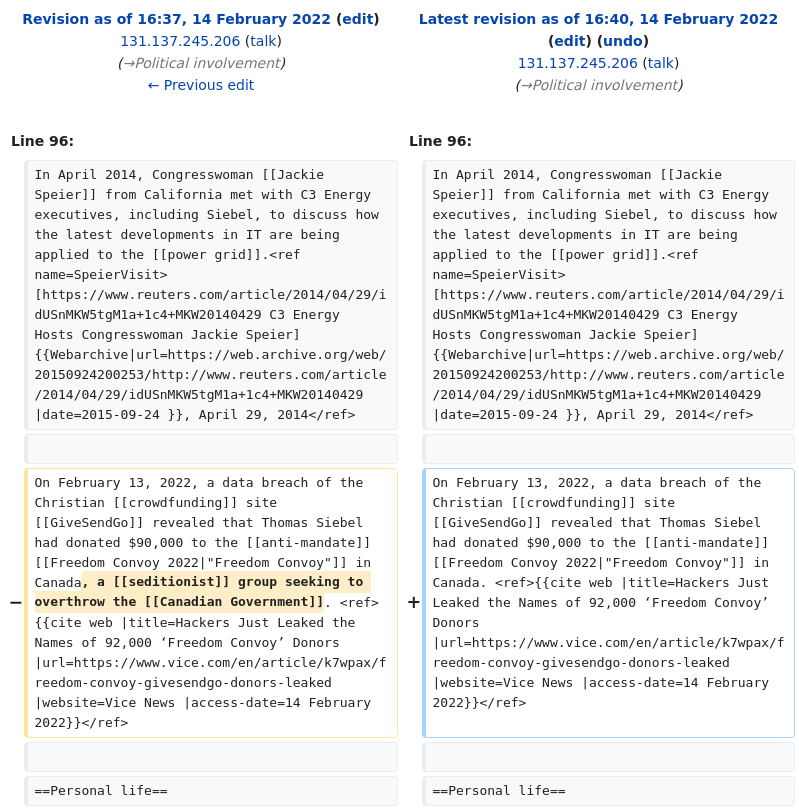 Revision as of 16:37, 14 February 2022 (edit)
131.137.245.206 (talk)
(→Political involvement)
← Previous edit
Latest revision as of 16:40, 14 February 2022
(edit) (undo)
131.137.245.206 (talk)
(→Political involvement)
Line 96:
In April 2014, Congresswoman [[Jackie
Speier]] from California met with C3 Energy
executives, including Siebel, to discuss how
the latest developments in IT are being
applied to the [[power grid]].<ref
name=SpeierVisit>
[https://www.reuters.com/article/2014/04/29/i
dUSnMKW5tgM1a+1c4+MKW20140429 C3 Energy
Hosts Congresswoman Jackie Speier]
{{Webarchive|url=https://web.archive.org/web/
20150924200253/http://www.reuters.com/article
/2014/04/29/idUSnMKW5tgM1a+1c4+MKW20140429
|date=2015-09-24 }}, April 29, 2014</ref>
−
On February 13, 2022, a data breach of the
Christian [[crowdfunding]] site
[[GiveSendGo]] revealed that Thomas Siebel
had donated $90,000 to the [[anti-mandate]]
[[Freedom Convoy 2022|"Freedom Convoy"]] in
Canada, a [[seditionist]] group seeking to
overthrow the [[Canadian Government]]. <ref>
{{cite web |title=Hackers Just Leaked the
Names of 92,000 ‘Freedom Convoy’ Donors
|url=https://www.vice.com/en/article/k7wpax/f
reedom-convoy-givesendgo-donors-leaked
|website=Vice News |access-date=14 February
2022}}</ref>
==Personal life==
Line 96:
In April 2014, Congresswoman [[Jackie
Speier]] from California met with C3 Energy
executives, including Siebel, to discuss how
the latest developments in IT are being
applied to the [[power grid]].<ref
name=SpeierVisit>
[https://www.reuters.com/article/2014/04/29/i
dUSnMKW5tgM1a+1c4+MKW20140429 C3 Energy
Hosts Congresswoman Jackie Speier]
{{Webarchive|url=https://web.archive.org/web/
20150924200253/http://www.reuters.com/article
/2014/04/29/idUSnMKW5tgM1a+1c4+MKW20140429
|date=2015-09-24 }}, April 29, 2014</ref>
+
On February 13, 2022, a data breach of the
Christian [[crowdfunding]] site
[[GiveSendGo]] revealed that Thomas Siebel
had donated $90,000 to the [[anti-mandate]]
[[Freedom Convoy 2022|"Freedom Convoy"]] in
Canada. <ref>{{cite web |title=Hackers Just
Leaked the Names of 92,000 ‘Freedom Convoy’
Donors
|url=https://www.vice.com/en/article/k7wpax/f
reedom-convoy-givesendgo-donors-leaked
|website=Vice News |access-date=14 February
2022}}</ref>
==Personal life==